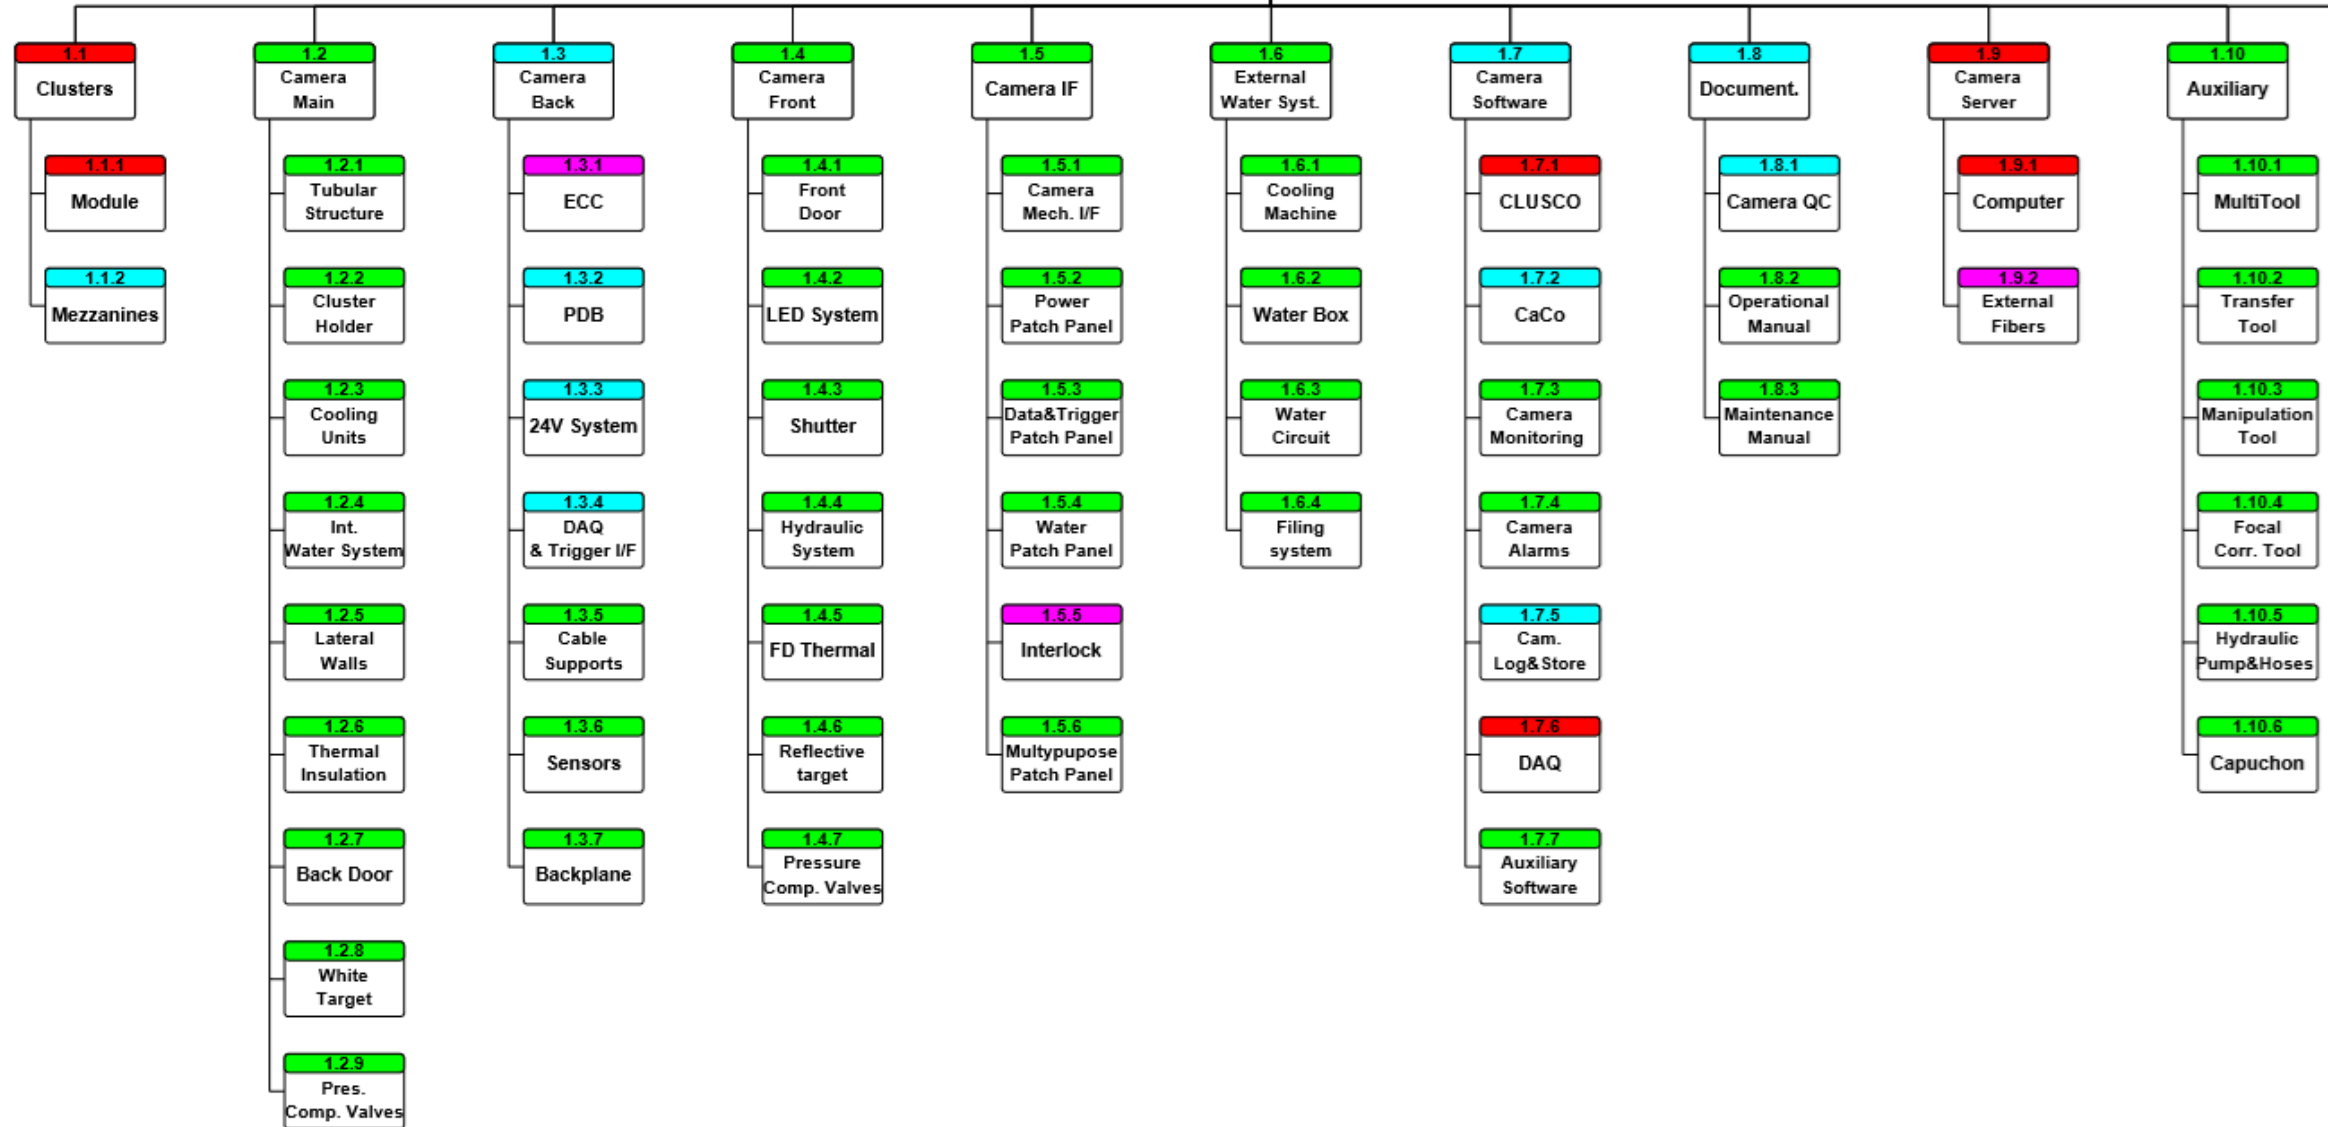 1.1
Clusters
1.1.1
Module
1.1.2
Mezzanines
1.2
Camera
Main
1.2.1
Tubular
Structure
1.2.2
Cluster
Holder
1.2.3
Cooling
Units
1.2.4
Int.
Water System
1.2.5
Lateral
Walls
1.2.6
Thermal
Insulation
1.2.7
Back Door
1.2.8
White
Target
1.2.9
Pres.
Comp. Valves
1.3
Camera
Back
1.3.1
ECC
1.3.2
PDB
1.3.3
24V System
1.3.4
DAQ
& Trigger I/F
1.3.5
Cable
Supports
1.3.6
Sensors
1.3.7
Backplane
1.4
Camera
Front
1.4.1
Front
Door
1.4.2
LED System
1.4.3
Shutter
1.4.4
Hydraulic
System
1.4.5
FD Thermal
1.4.6
Reflective
target
1.4.7
Pressure
Comp. Valves
1.5
Camera IF
1.5.1
Camera
Mech. I/F
1.5.2
Power
Patch Panel
1.5.3
Data&Trigger
Patch Panel
1.5.4
Water
Patch Panel
1.5.5
Interlock
1.5.6
Multypupose
Patch Panel
1.6
External
Water Syst.
1.6.1
Cooling
Machine
1.6.2
Water Box
1.6.3
Water
Circuit
1.6.4
Filing
system
1.7
Camera
Software
1.7.1
CLUSCO
1.7.2
CaCo
1.7.3
Camera
Monitoring
1.7.4
Camera
Alarms
1.7.5
Cam.
Log&Store
1.7.6
DAQ
1.7.7
Auxiliary
Software
1.8
Document.
1.8.1
Camera QC
1.8.2
Operational
Manual
1.8.3
Maintenance
Manual
1.9
Camera
Server
1.9.1
Computer
1.9.2
External
Fibers
1.10
Auxiliary
1.10.1
MultiTool
1.10.2
Transfer
Tool
1.10.3
Manipulation
Tool
1.10.4
Focal
Corr. Tool
1.10.5
Hydraulic
Pump&Hoses
1.10.6
Capuchon